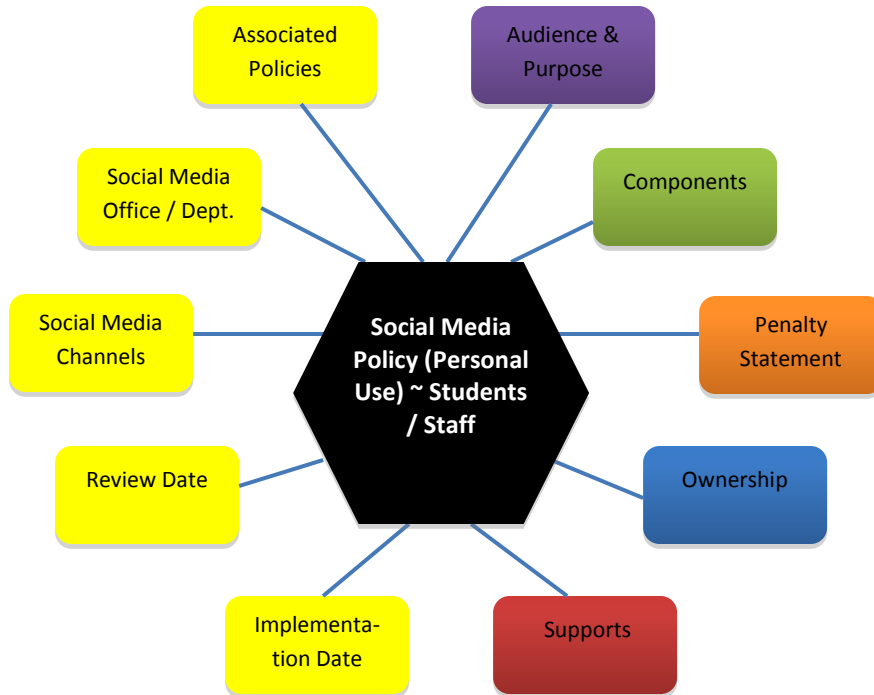 Associated
Policies
Audience &
Purpose
Social Media
Office / Dept.
Components
Social Media
Channels
Social Media
Policy (Personal
Use) ~ Students
/ Staff
Penalty
Statement
Review Date
Ownership
Implementa-
tion Date
Supports